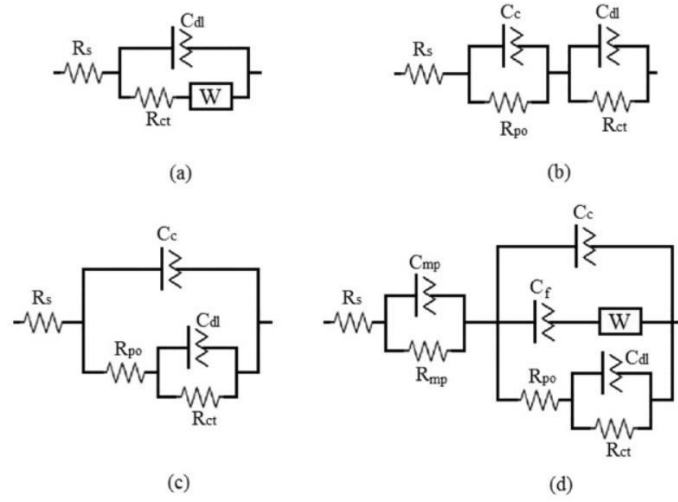 Cdl
Rs
Rct
W
(a)
Cc
Cdl
Rs
Rpo
Rct
(b)
Cc
Rs
Cdl
Rpo
Rct
(c)
Cc
Cmp
Rs
Cf
W
Rmp
Cdl
Rpo
Rct
(d)